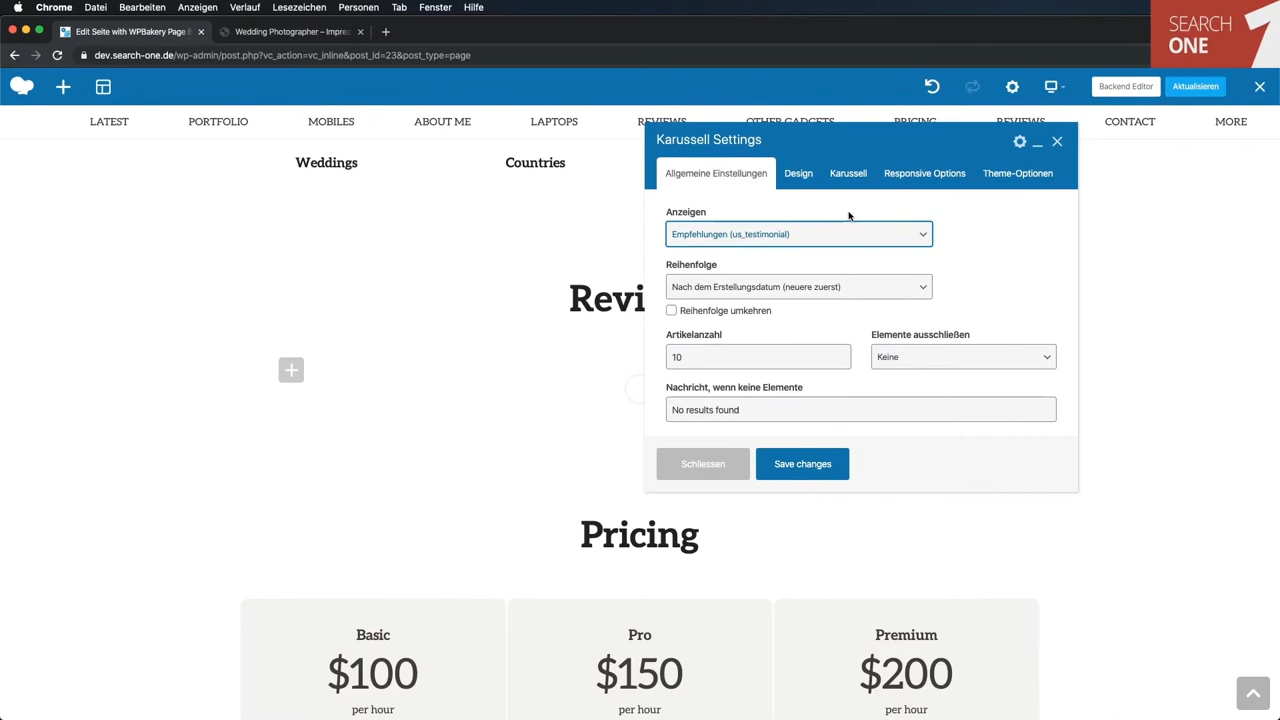 Chrome Datei Bearbeiten Anzeigen Verlauf Lesezeichen Personen Tab Fenster Hilfe
Edit Seite with WPBakery Page E
Wedding Photographer – Impre
dev.search-one.de/wp-admin/post.php?vc_action=vc_inline&post_id=23&post_type=page
SEARCH
ONE
Backend Editor
Aktualisieren
LATEST PORTFOLIO MOBILES ABOUT ME LAPTOPS REVIEWS OTHER GADGETS PRICING REVIEWS CONTACT MORE
Weddings Countries
Karussell Settings
Allgemeine Einstellungen Design Karussell Responsive Options Theme-Optionen
Anzeigen
Empfehlungen (us_testimonial)
Reihenfolge
Nach dem Erstellungsdatum (neuere zuerst)
Reihenfolge umkehren
Artikelanzahl Elemente ausschließen
10 Keine
Nachricht, wenn keine Elemente
No results found
Schliessen Save changes
Revi
Pricing
Basic Pro Premium
$100 $150 $200
per hour per hour per hour